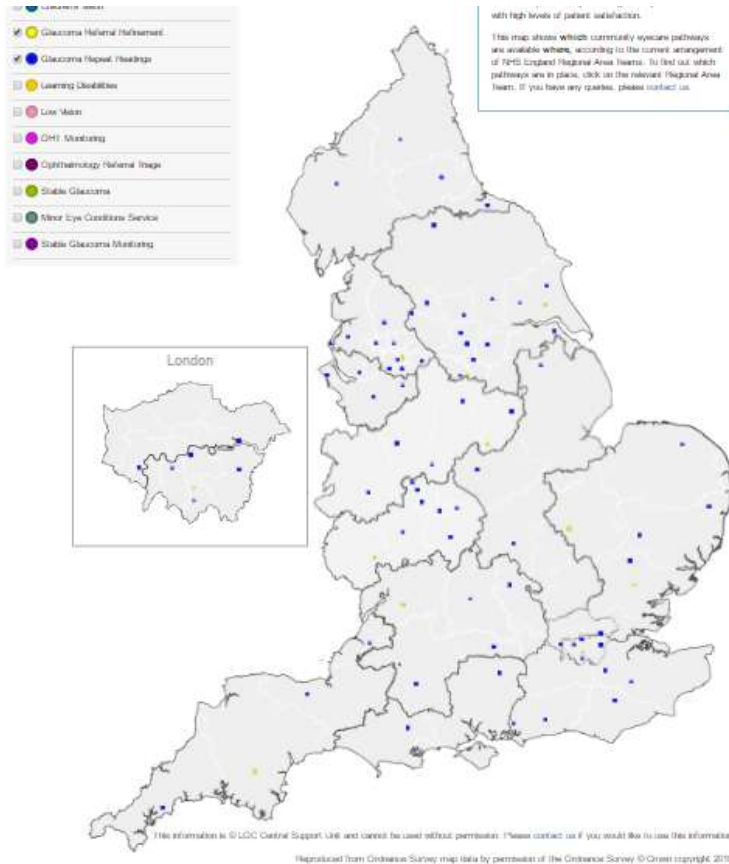 Glaucoma Referral Refinement
Glaucoma Repeat Readings
Learning Disabilities
Low Vision
OHT Monitoring
Ophthalmology Referral Triage
Stable Glaucoma
Minor Eye Conditions Service
Stable Glaucoma Monitoring
with high levels of patient satisfaction.
This map shows which community eyecare pathways
are available where, according to the current arrangement
of NHS England Regional Area Teams. To find out which
pathways are in place, click on the relevant Regional Area
Team. If you have any queries, please contact us
London
This information is © LOC Central Support Unit and cannot be used without permission. Please contact us if you would like to use this information
Reproduced from Ordnance Survey map data by permission of the Ordnance Survey © Crown copyright